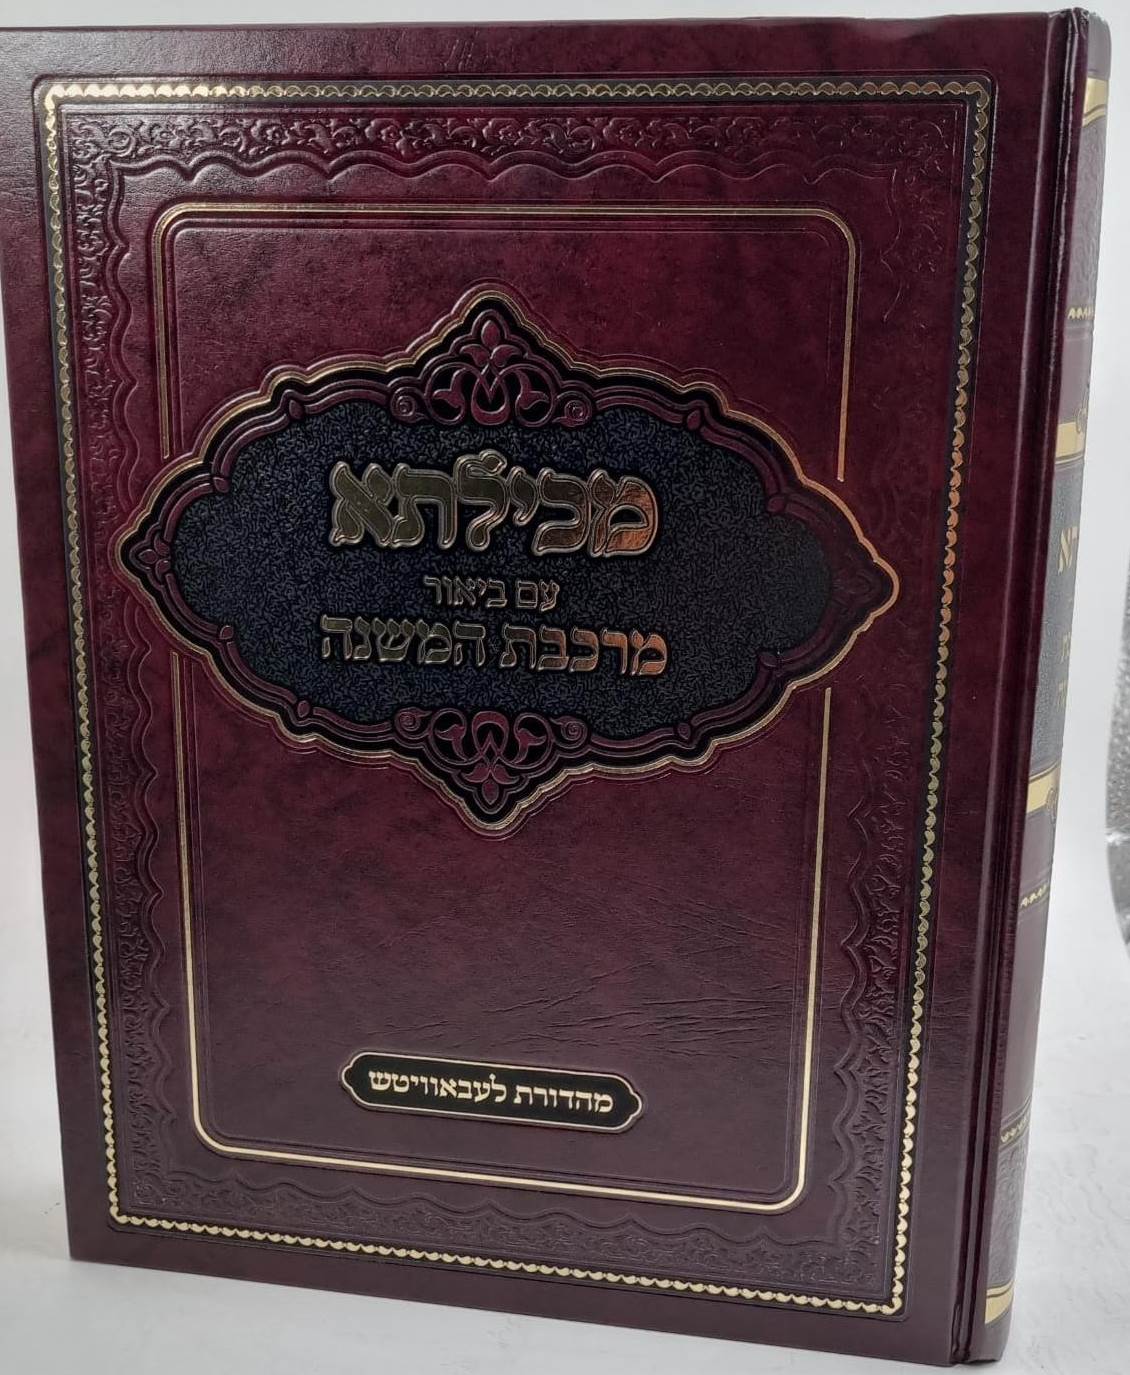 מכילתא
עם ביאור
מרכבת המשנה
מהדורת לעבאוויטש